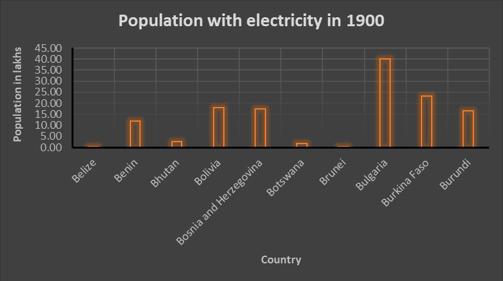 Population with electricity in 1900
Population in lakhs
45.00
40.00
35.00
30.00
25.00
20.00
15.00
10.00
5.00
0.00
Belize
Benin
Bhutan
Bolivia
Bosnia and Herzegovina
Botswana
Brunei
Bulgaria
Burkina Faso
Burundi
Country